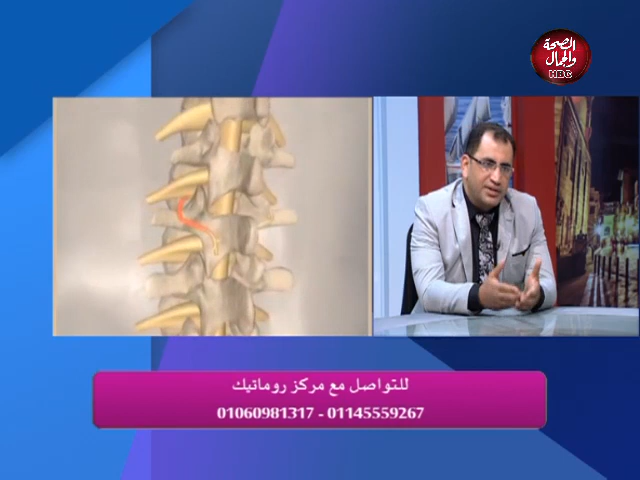 الصحة
والجمال
HBC
للتواصل مع مركز روماتيك
01060981317 - 01145559267